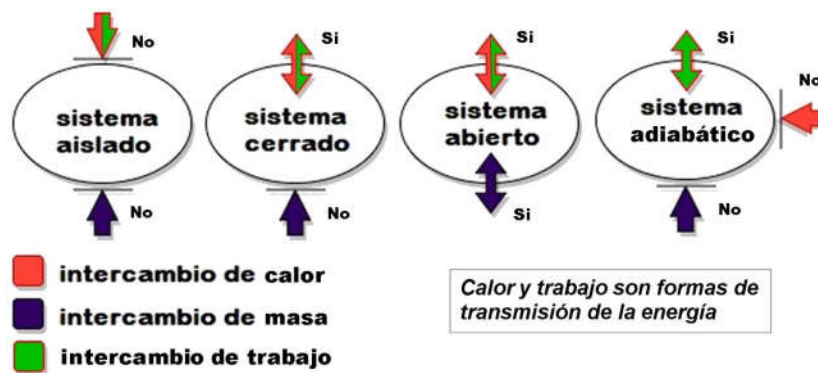 No
sistema
aislado
No
Si
sistema
cerrado
No
Si
sistema
abierto
Si
Si
sistema
adiabático
No
No
intercambio de calor
intercambio de masa
intercambio de trabajo
Calor y trabajo son formas de
transmisión de la energía